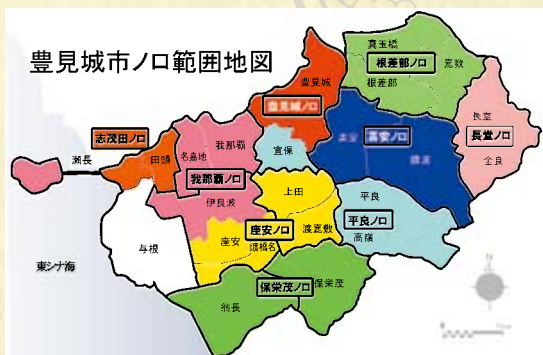 豊見城市ノロ範囲地図
真玉橋
嘉数
根差部ノロ
根差部
豊見城
豊見城ノロ
長堂
長堂ノロ
金良
高安
高安ノロ
饒波
志茂田ノロ
瀬長
田頭
我那覇
名嘉地
我那覇ノロ
伊良波
宜保
上田
平良
平良ノロ
高嶺
座安ノロ
座安
渡橋名
渡嘉敷
与根
東シナ海
保栄茂ノロ
翁長
保栄茂
N